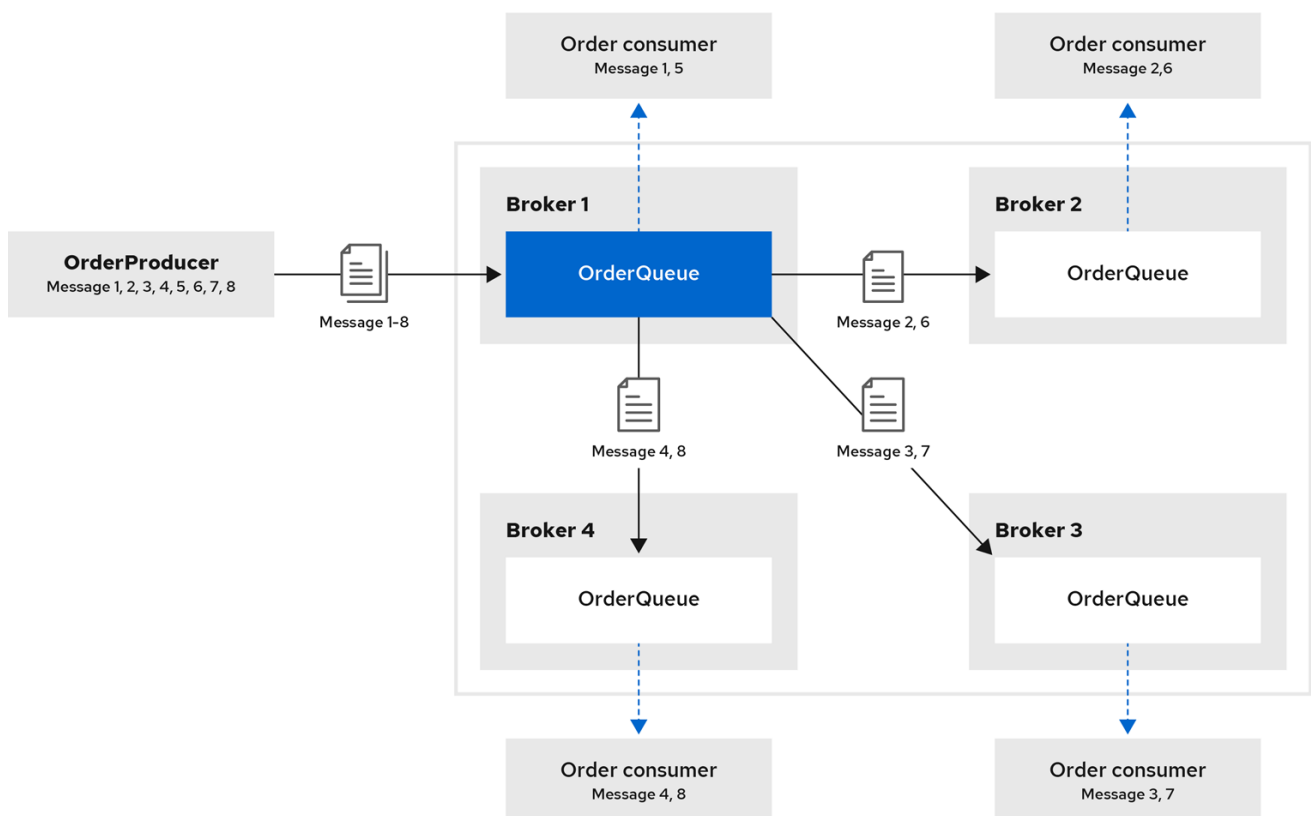 Order consumer
Message 1, 5
Order consumer
Message 2,6
Broker 1
Broker 2
OrderProducer
Message 1, 2, 3, 4, 5, 6, 7, 8
Message 1-8
OrderQueue
Message 2, 6
OrderQueue
Message 4, 8
Message 3, 7
Broker 4
Broker 3
OrderQueue
OrderQueue
Order consumer
Message 4, 8
Order consumer
Message 3, 7